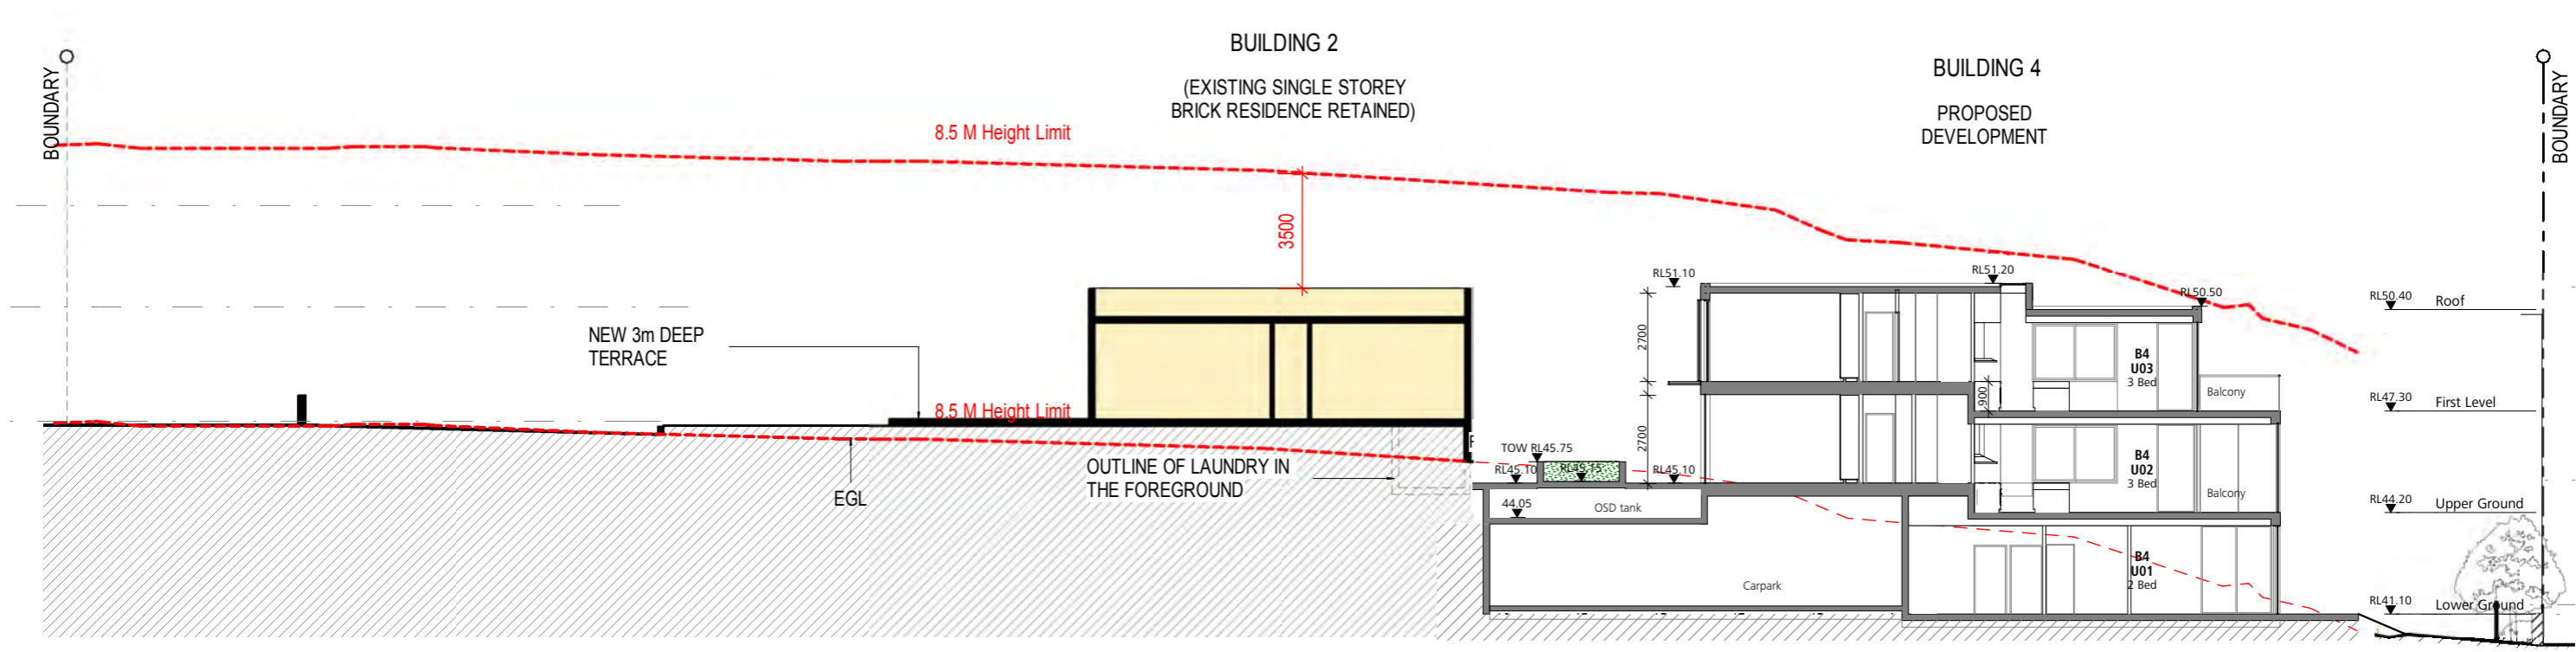 BUILDING 2
(EXISTING SINGLE STOREY
BRICK RESIDENCE RETAINED)
BUILDING 4
PROPOSED
DEVELOPMENT
BOUNDARY
BOUNDARY
8.5 M Height Limit
3500
RL51.10
RL51.20
RL50.50
RL50.40
Roof
NEW 3m DEEP
TERRACE
2700
B4
U03
3 Bed
Balcony
900
8.5 M Height Limit
RL47.30
First Level
2700
TOW RL45.75
RL45.10
RL45.15
RL45.10
OUTLINE OF LAUNDRY IN
THE FOREGROUND
EGL
B4
U02
3 Bed
Balcony
44.05
OSD tank
RL44.20
Upper Ground
Carpark
B4
U01
2 Bed
RL41.10
Lower Ground